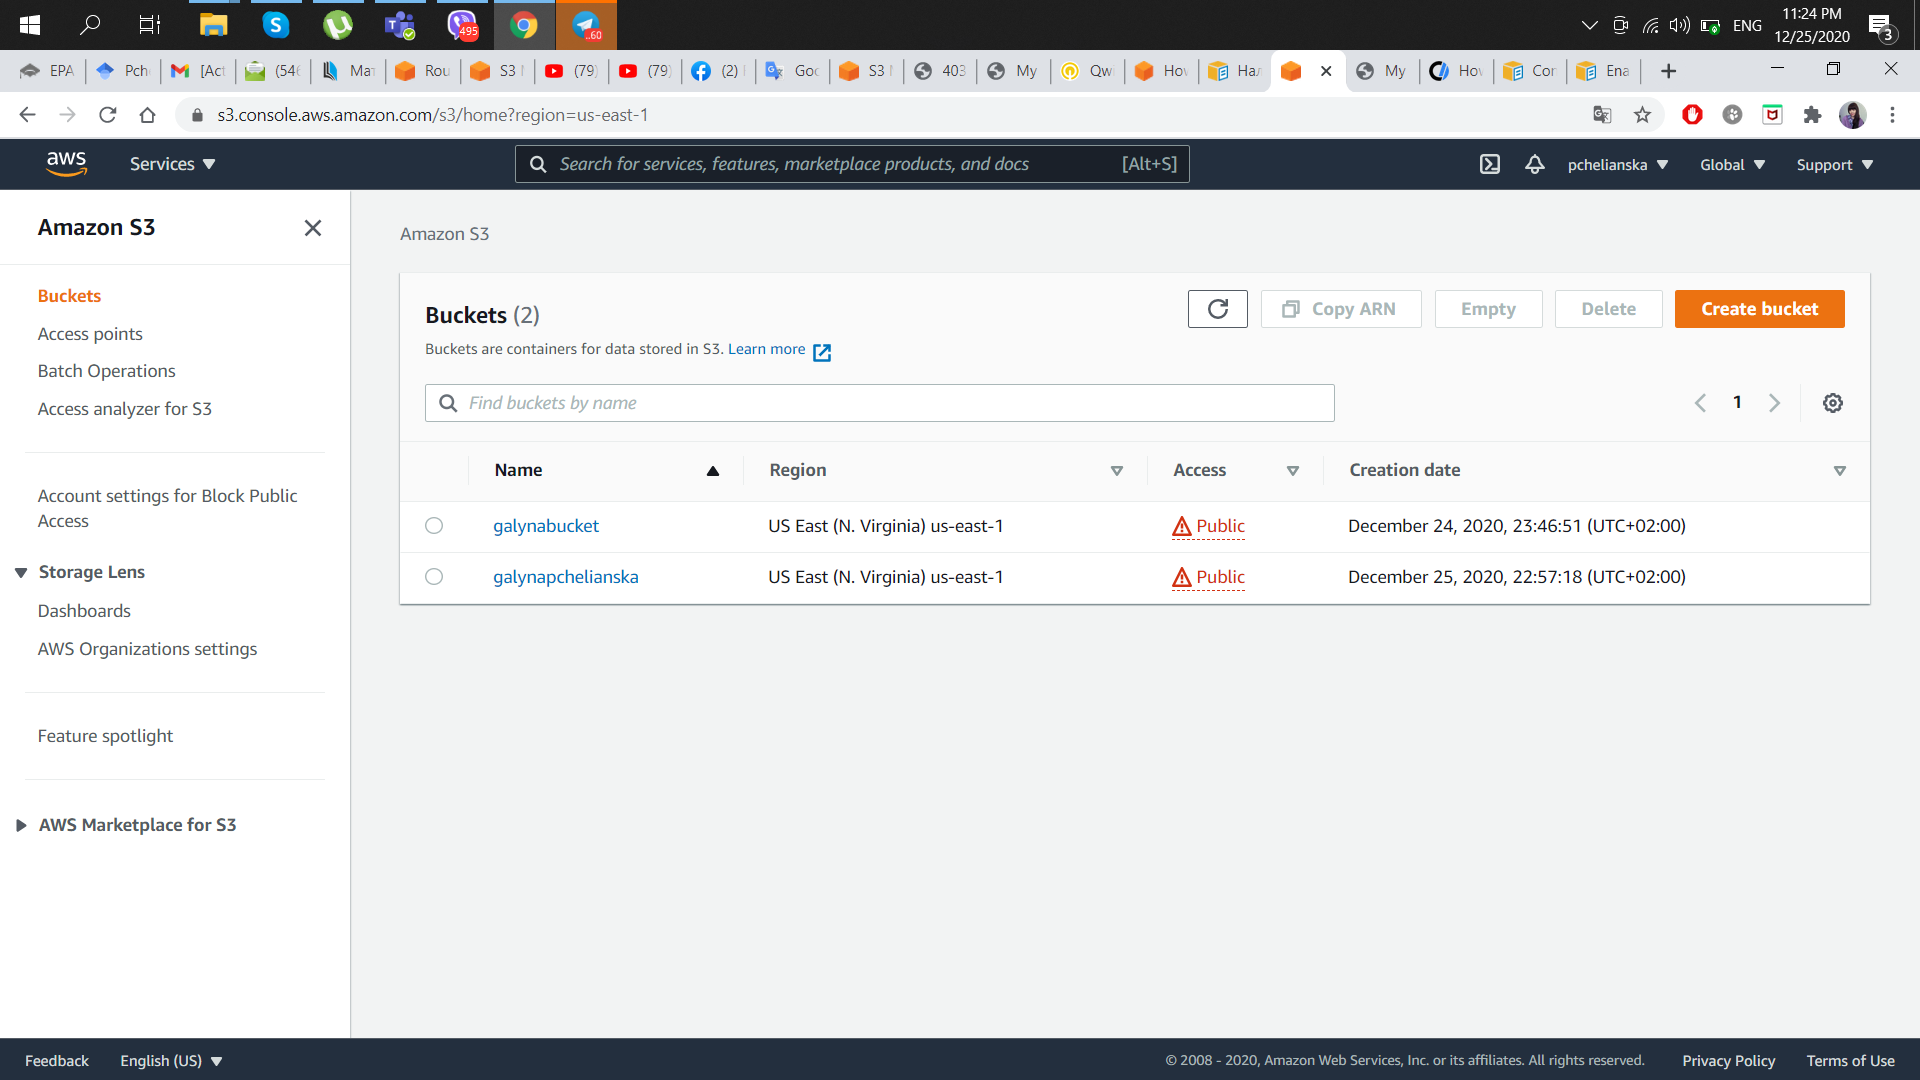 495
..60
ENG
11:24 PM
12/25/2020
3
EPA
Pch
[Act
(546
Mat
Rou
S3 
(79)
(79)
(2)
Goo
S3
403
My
Qw
Hov
Нал
My
Hov
Cor
Ena
s3.console.aws.amazon.com/s3/home?region=us-east-1
aws
Services
Search for services, features, marketplace products, and docs
[Alt+S]
pchelianska
Global
Support
Amazon S3
Buckets
Access points
Batch Operations
Access analyzer for S3
Account settings for Block Public
Access
Storage Lens
Dashboards
AWS Organizations settings
Feature spotlight
AWS Marketplace for S3
Amazon S3
Buckets (2)
Copy ARN
Empty
Delete
Create bucket
Buckets are containers for data stored in S3. Learn more
Find buckets by name
1
Name Region Access Creation date
galynabucket US East (N. Virginia) us-east-1 Public December 24, 2020, 23:46:51 (UTC+02:00)
galynapchelianska US East (N. Virginia) us-east-1 Public December 25, 2020, 22:57:18 (UTC+02:00)
Feedback
English (US)
© 2008 - 2020, Amazon Web Services, Inc. or its affiliates. All rights reserved.
Privacy Policy
Terms of Use